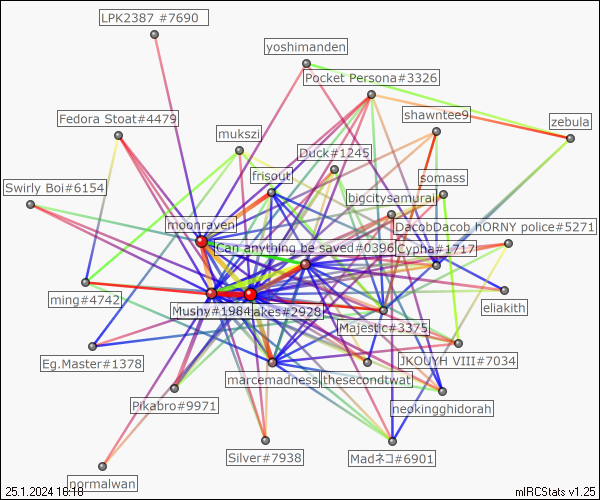 LPK2387 #7690
yoshimanden
Pocket Persona#3326
shawntee9
zebula
Fedora Stoat#4479
mukszi
Duck#1245
frisout
somass
Swirly Boi#6154
bigcitysamurai
moonraven
DacobDacob hORNY police#5271
Can anything be saved#0396
Cypha#1717
ming#4742
eliakith
Mushy#1984
akes#2928
Majestic#3375
Eg.Master#1378
JKOUYH VIII#7034
marcemadness
thesecondtwat
Pikabro#9971
neokingghidorah
Silver#7938
Madネコ#6901
normalwan
25.1.2024 16:18
mIRCStats v1.25